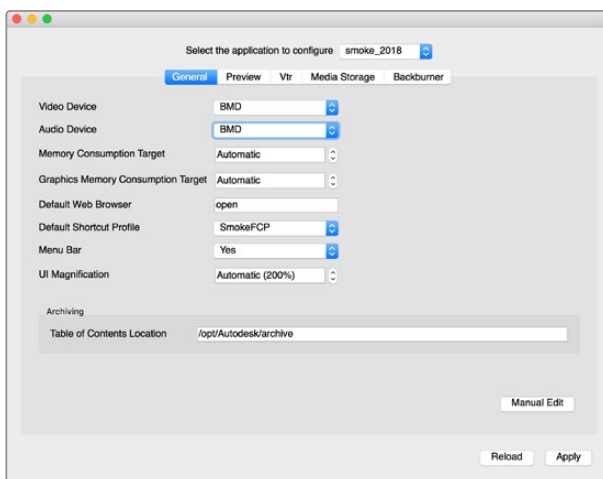 Select the application to configure smoke_2018
General Preview Vtr Media Storage Backburner
Video Device BMD
Audio Device BMD
Memory Consumption Target Automatic
Graphics Memory Consumption Target Automatic
Default Web Browser open
Default Shortcut Profile SmokeFCP
Menu Bar Yes
UI Magnification Automatic (200%)
Archiving
Table of Contents Location /opt/Autodesk/archive
Manual Edit
Reload Apply